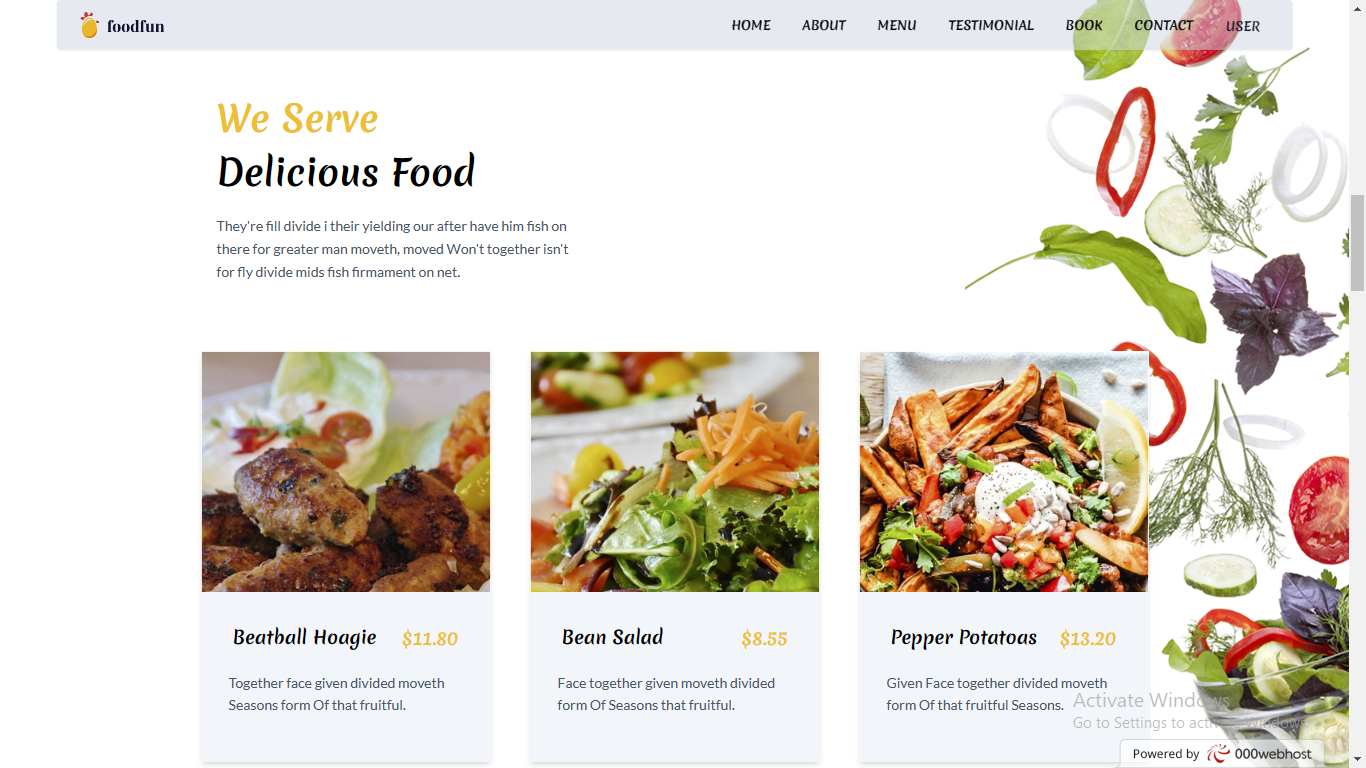 foodfun
HOME ABOUT MENU TESTIMONIAL BOOK CONTACT USER
We Serve
Delicious Food
They're fill divide i their yielding our after have him fish on
there for greater man moveth, moved Won't together isn't
for fly divide mids fish firmament on net.
Beatball Hoagie $11.80
Together face given divided moveth
Seasons form Of that fruitful.
Bean Salad $8.55
Face together given moveth divided
form Of Seasons that fruitful.
Pepper Potatoas $13.20
Given Face together divided moveth
form Of that fruitful Seasons.
Activate Windows
Go to Settings to activate Windows.
Powered by 000webhost